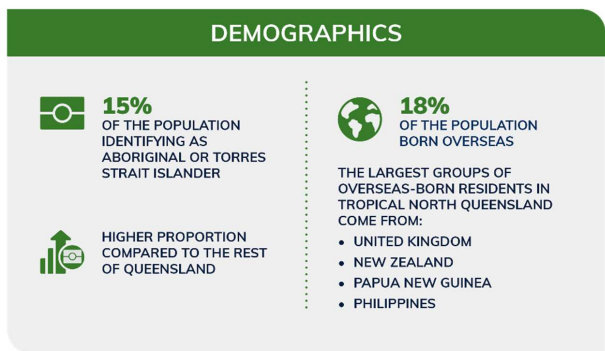 DEMOGRAPHICS
15%
OF THE POPULATION
IDENTIFYING AS
ABORIGINAL OR TORRES
STRAIT ISLANDER
HIGHER PROPORTION
COMPARED TO THE REST
OF QUEENSLAND
18%
OF THE POPULATION
BORN OVERSEAS
THE LARGEST GROUPS OF
OVERSEAS-BORN RESIDENTS IN
TROPICAL NORTH QUEENSLAND
COME FROM:
• UNITED KINGDOM
• NEW ZEALAND
• PAPUA NEW GUINEA
• PHILIPPINES